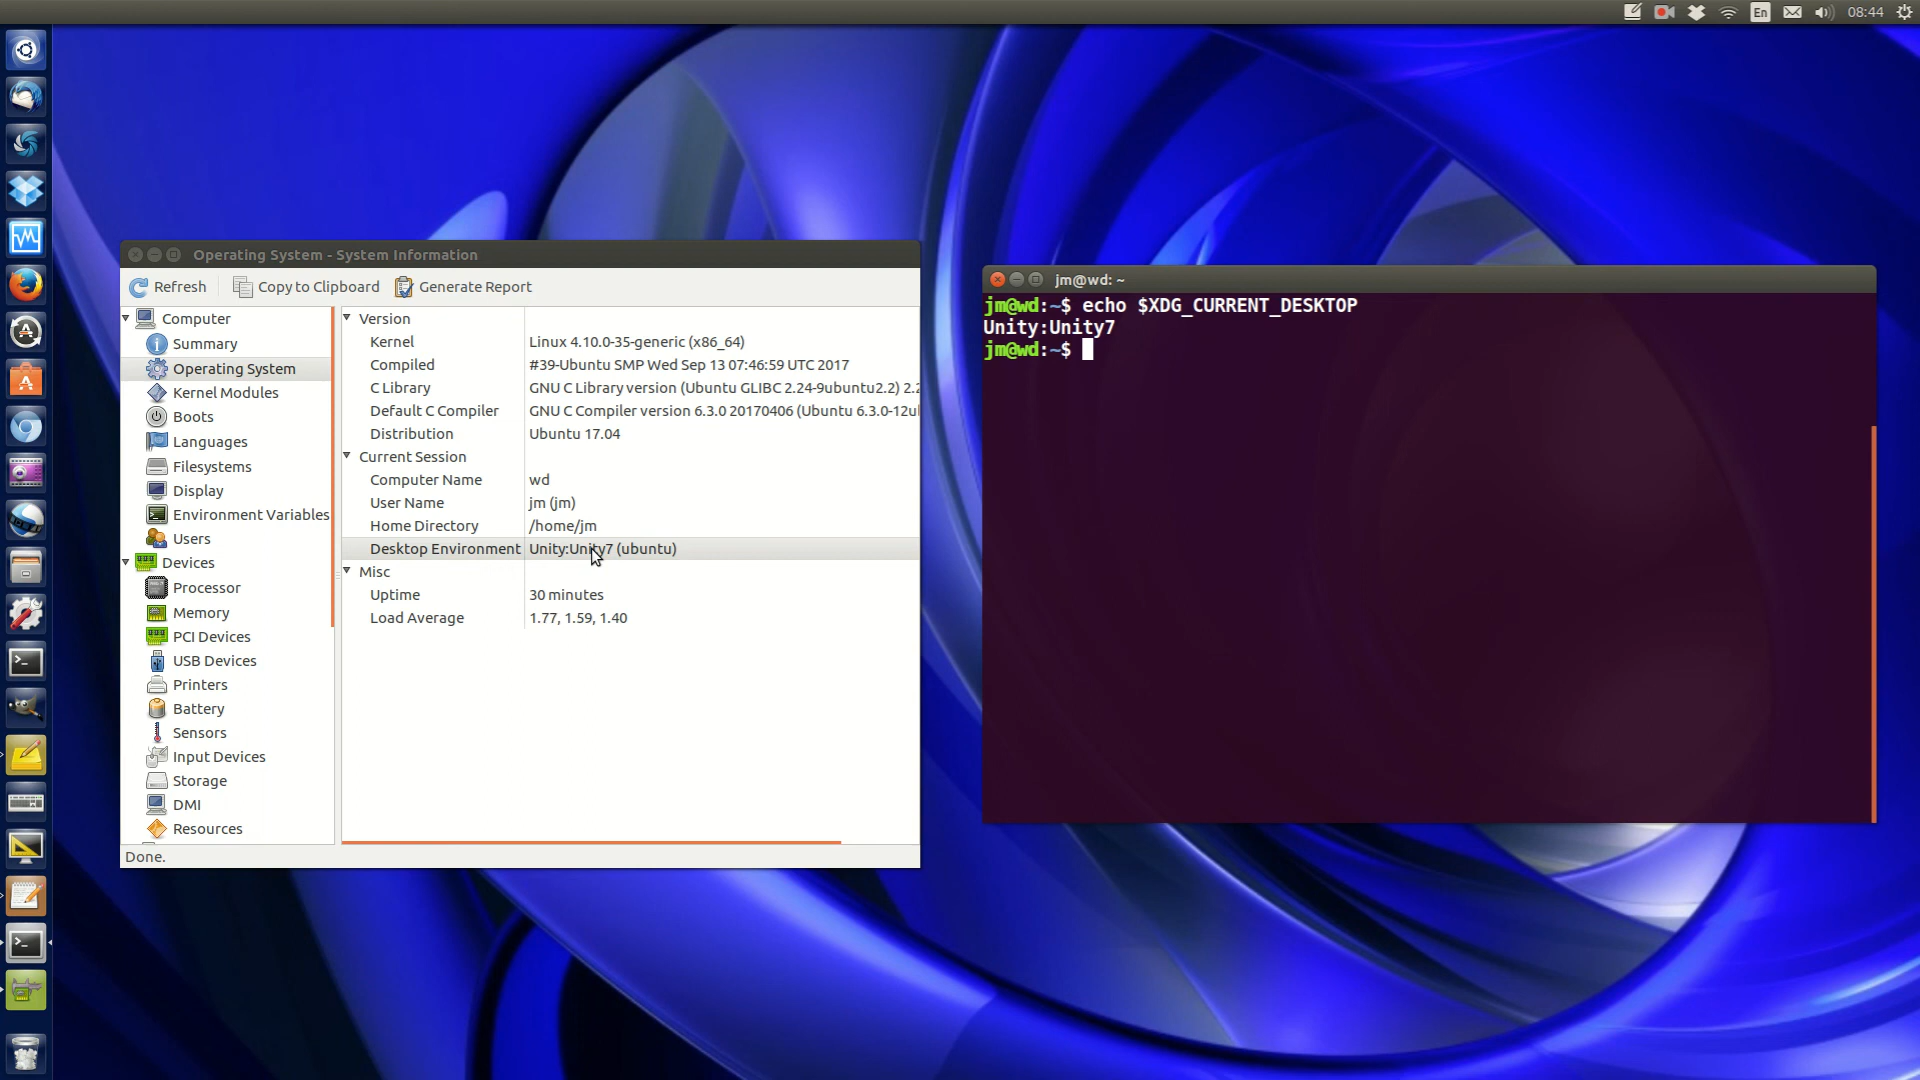 En 08:44
Operating System - System Information
Refresh Copy to Clipboard Generate Report
Computer
Summary
Operating System
Kernel Modules
Boots
Languages
Filesystems
Display
Environment Variables
Users
Devices
Processor
Memory
PCI Devices
USB Devices
Printers
Battery
Sensors
Input Devices
Storage
DMI
Resources
Version
Kernel Linux 4.10.0-35-generic (x86_64)
Compiled #39-Ubuntu SMP Wed Sep 13 07:46:59 UTC 2017
C Library GNU C Library version (Ubuntu GLIBC 2.24-9ubuntu2.2) 2.2
Default C Compiler GNU C Compiler version 6.3.0 20170406 (Ubuntu 6.3.0-12ul
Distribution Ubuntu 17.04
Current Session
Computer Name wd
User Name jm (jm)
Home Directory /home/jm
Desktop Environment Unity:Unity7 (ubuntu)
Misc
Uptime 30 minutes
Load Average 1.77, 1.59, 1.40
Done.
jm@wd: ~
jm@wd:~$ echo $XDG_CURRENT_DESKTOP
Unity:Unity7
jm@wd:~$